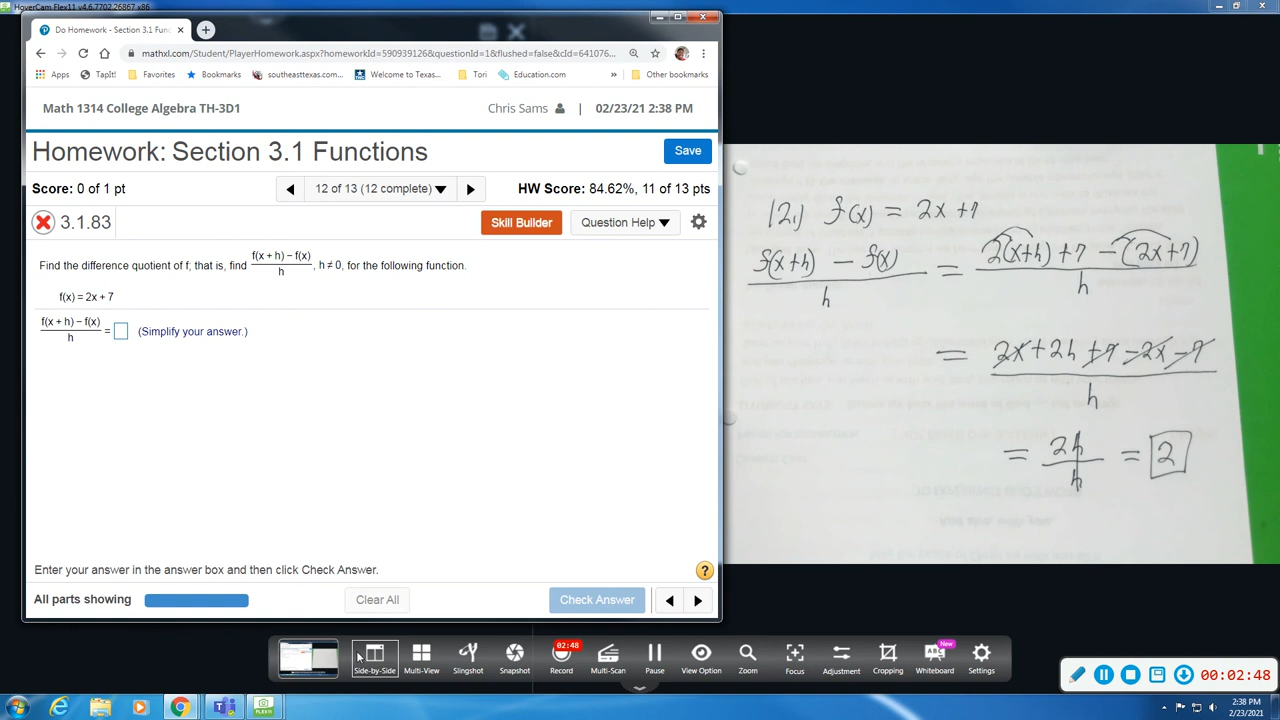 HoverCam Flex11 v4.6.7702.26867_x86
Do Homework - Section 3.1 Func
mathxl.com/Student/PlayerHomework.aspx?homeworkId=590939126&questionId=1&flushed=false&cId=641076...
Apps TapIt! Favorites Bookmarks southeasttexas.com... Welcome to Texas... Tori Education.com » Other bookmarks
Math 1314 College Algebra TH-3D1 Chris Sams | 02/23/21 2:38 PM
Homework: Section 3.1 Functions Save
Score: 0 of 1 pt 12 of 13 (12 complete) HW Score: 84.62%, 11 of 13 pts
3.1.83 Skill Builder Question Help
Find the difference quotient of f; that is, find f(x + h) − f(x) / h, h ≠ 0, for the following function.
f(x) = 2x + 7
f(x + h) − f(x) / h = (Simplify your answer.)
Enter your answer in the answer box and then click Check Answer.
?
All parts showing Clear All Check Answer
12.) f(x) = 2x + 7
f(x+h) − f(x) / h = 2(x+h) + 7 − (2x+7) / h
= 2x + 2h + 7 − 2x − 7 / h
= 2h / h = 2
Side-by-Side Multi-View Slingshot Snapshot 02:48 Record Multi-Scan Pause View Option Zoom Focus Adjustment Cropping New ABC Whiteboard Settings
00:02:48
FLEX11
2:38 PM
2/23/2021